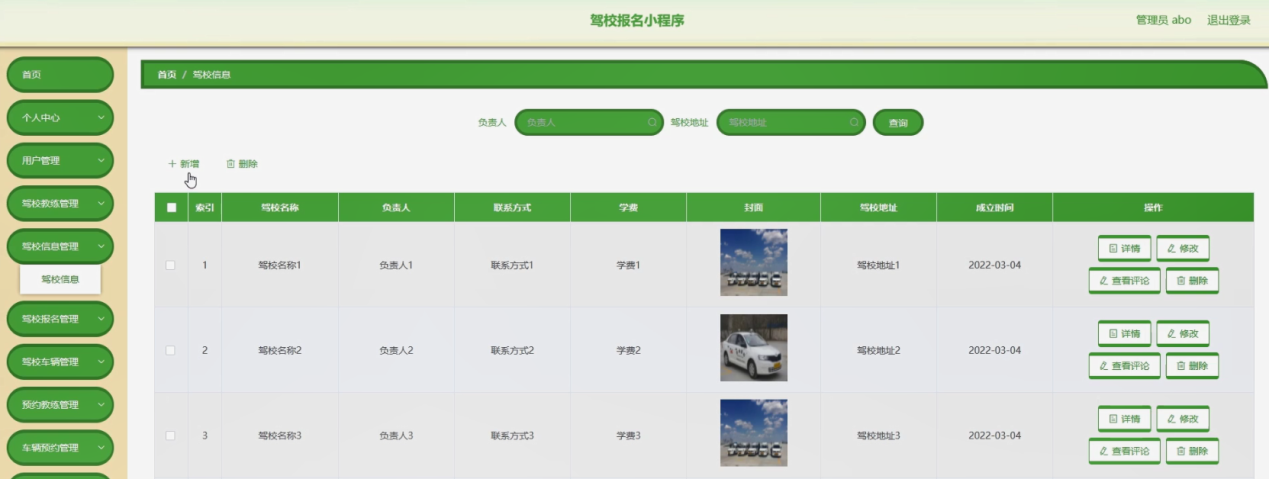 驾校报名小程序
管理员 abo 退出登录
首页
个人中心
用户管理
驾校教练管理
驾校信息管理
驾校信息
驾校报名管理
驾校车辆管理
预约教练管理
车辆预约管理
首页 / 驾校信息
负责人 负责人 驾校地址 驾校地址 查询
新增 删除
索引 驾校名称 负责人 联系方式 学费 封面 驾校地址 成立时间 操作
1 驾校名称1 负责人1 联系方式1 学费1 驾校地址1 2022-03-04 详情 修改
查看评论 删除
2 驾校名称2 负责人2 联系方式2 学费2 驾校地址2 2022-03-04 详情 修改
查看评论 删除
3 驾校名称3 负责人3 联系方式3 学费3 驾校地址3 2022-03-04 详情 修改
查看评论 删除